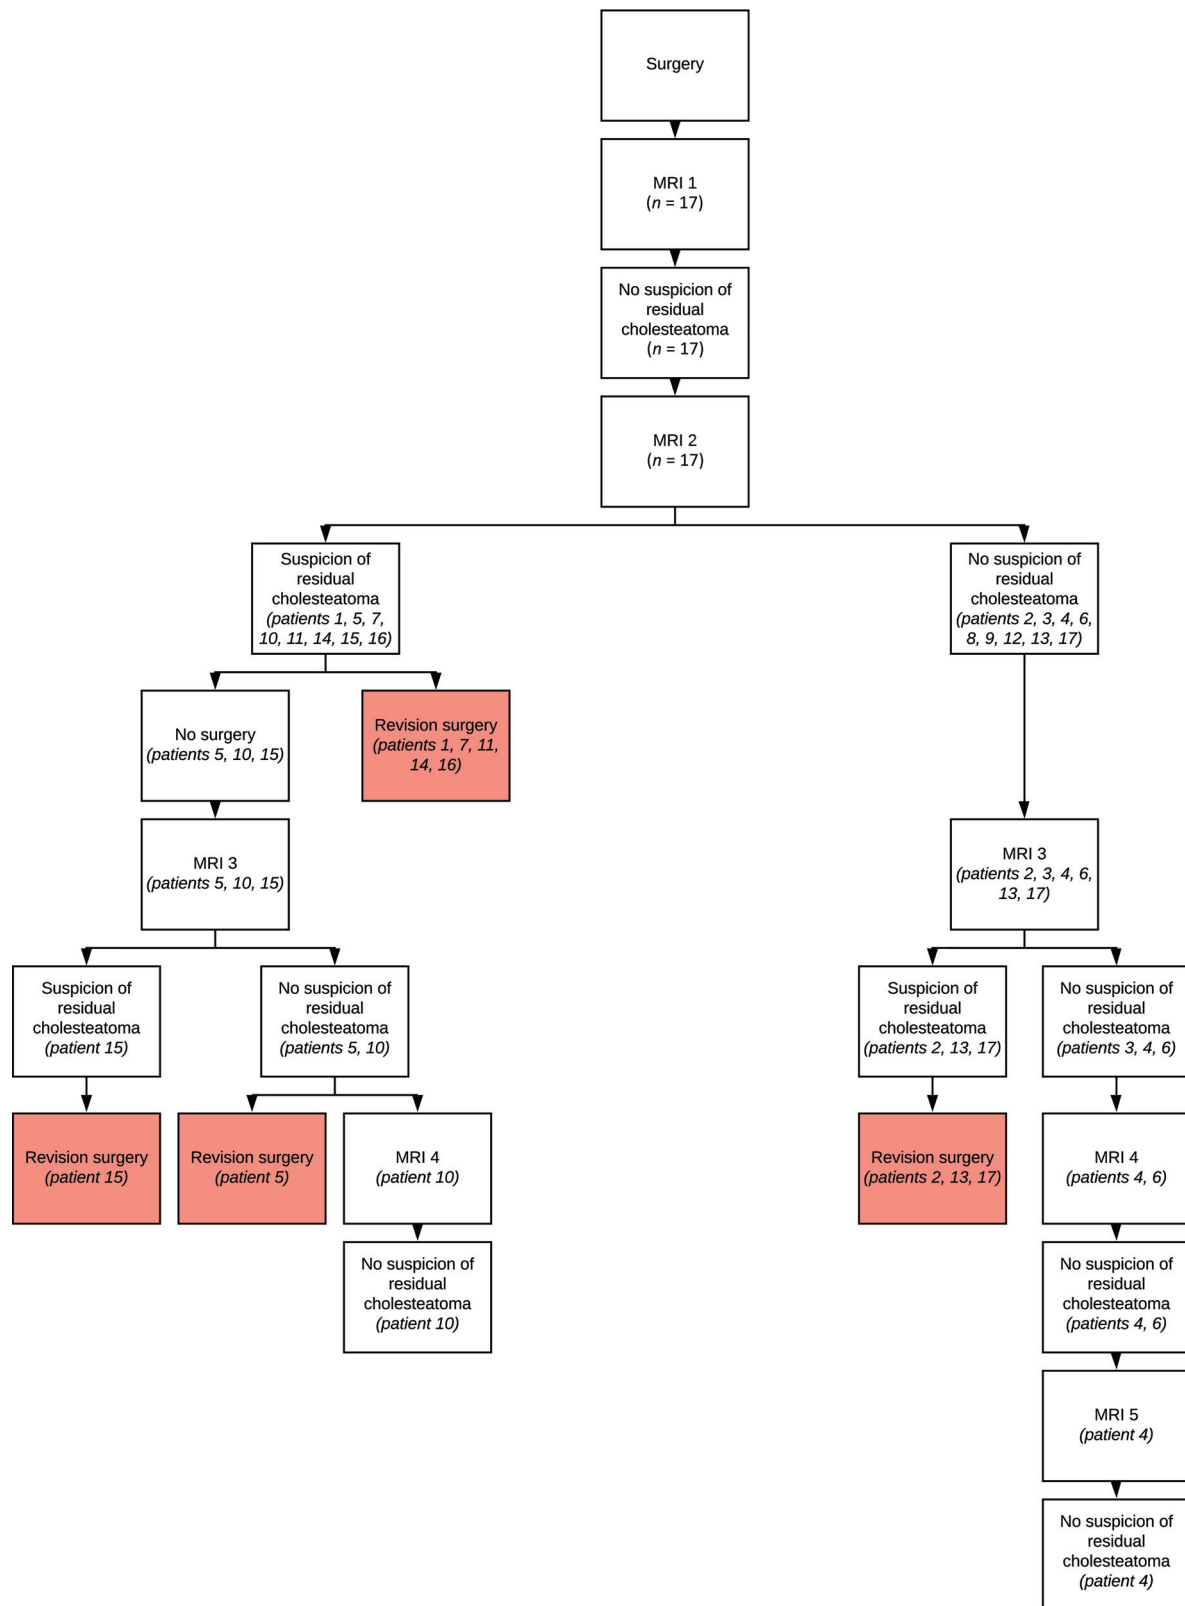 Surgery
MRI 1
(n = 17)
No suspicion of
residual
cholesteatoma
(n = 17)
MRI 2
(n = 17)
Suspicion of
residual
cholesteatoma
(patients 1, 5, 7,
10, 11, 14, 15, 16)
No suspicion of
residual
cholesteatoma
(patients 2, 3, 4, 6,
8, 9, 12, 13, 17)
No surgery
(patients 5, 10, 15)
Revision surgery
(patients 1, 7, 11,
14, 16)
MRI 3
(patients 5, 10, 15)
MRI 3
(patients 2, 3, 4, 6,
13, 17)
Suspicion of
residual
cholesteatoma
(patient 15)
No suspicion of
residual
cholesteatoma
(patients 5, 10)
Suspicion of
residual
cholesteatoma
(patients 2, 13, 17)
No suspicion of
residual
cholesteatoma
(patients 3, 4, 6)
Revision surgery
(patient 15)
Revision surgery
(patient 5)
MRI 4
(patient 10)
Revision surgery
(patients 2, 13, 17)
MRI 4
(patients 4, 6)
No suspicion of
residual
cholesteatoma
(patient 10)
No suspicion of
residual
cholesteatoma
(patients 4, 6)
MRI 5
(patient 4)
No suspicion of
residual
cholesteatoma
(patient 4)